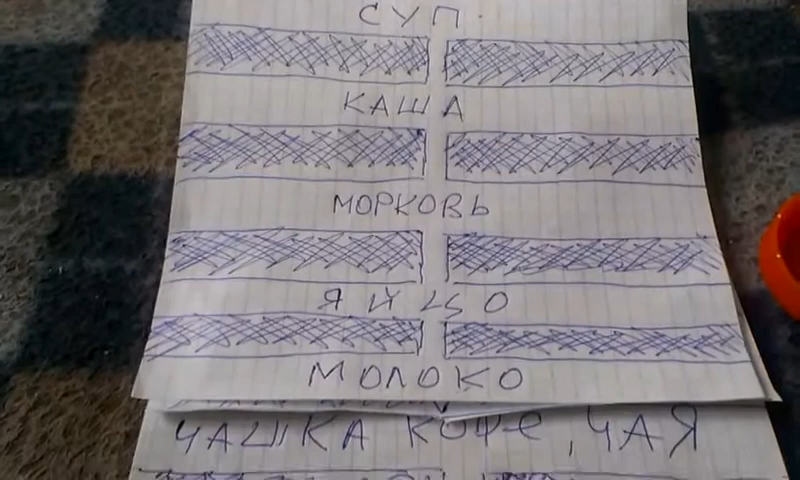 СУП.
КАША
МОРКОВЬ
ЯЙЦО
МОЛОКО
ЧАШКА КОФе, ЧАЯ